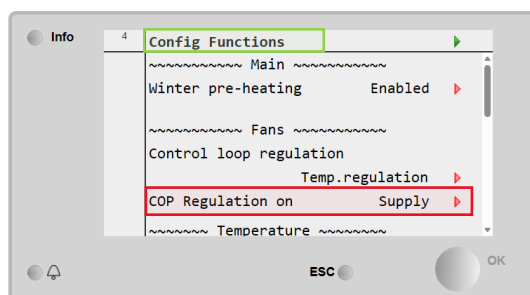 Info
4 Config Functions
~~~~~~~~~~~ Main ~~~~~~~~~~~
Winter pre-heating Enabled
~~~~~~~~~~~ Fans ~~~~~~~~~~~
Control loop regulation
Temp.regulation
COP Regulation on Supply
~~~~~~~ Temperature ~~~~~~~~
OK
ESC